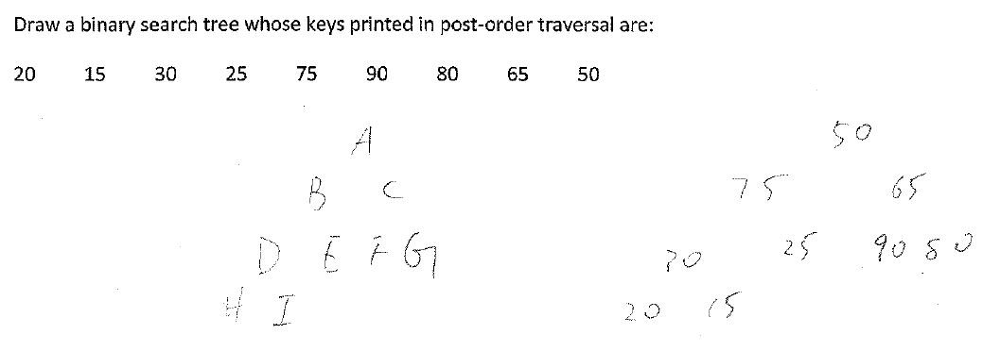 Draw a binary search tree whose keys printed in post-order traversal are:
20 15 30 25 75 90 80 65 50
A
B C
D E F G
H I
50
75 65
30 25 90 80
20 15